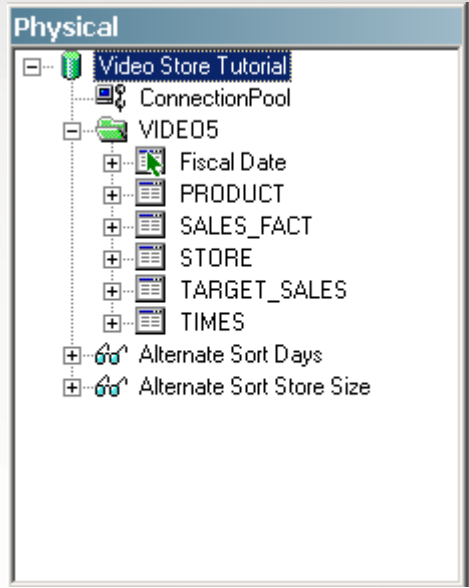 Physical
Video Store Tutorial
ConnectionPool
VIDEO5
Fiscal Date
PRODUCT
SALES_FACT
STORE
TARGET_SALES
TIMES
Alternate Sort Days
Alternate Sort Store Size